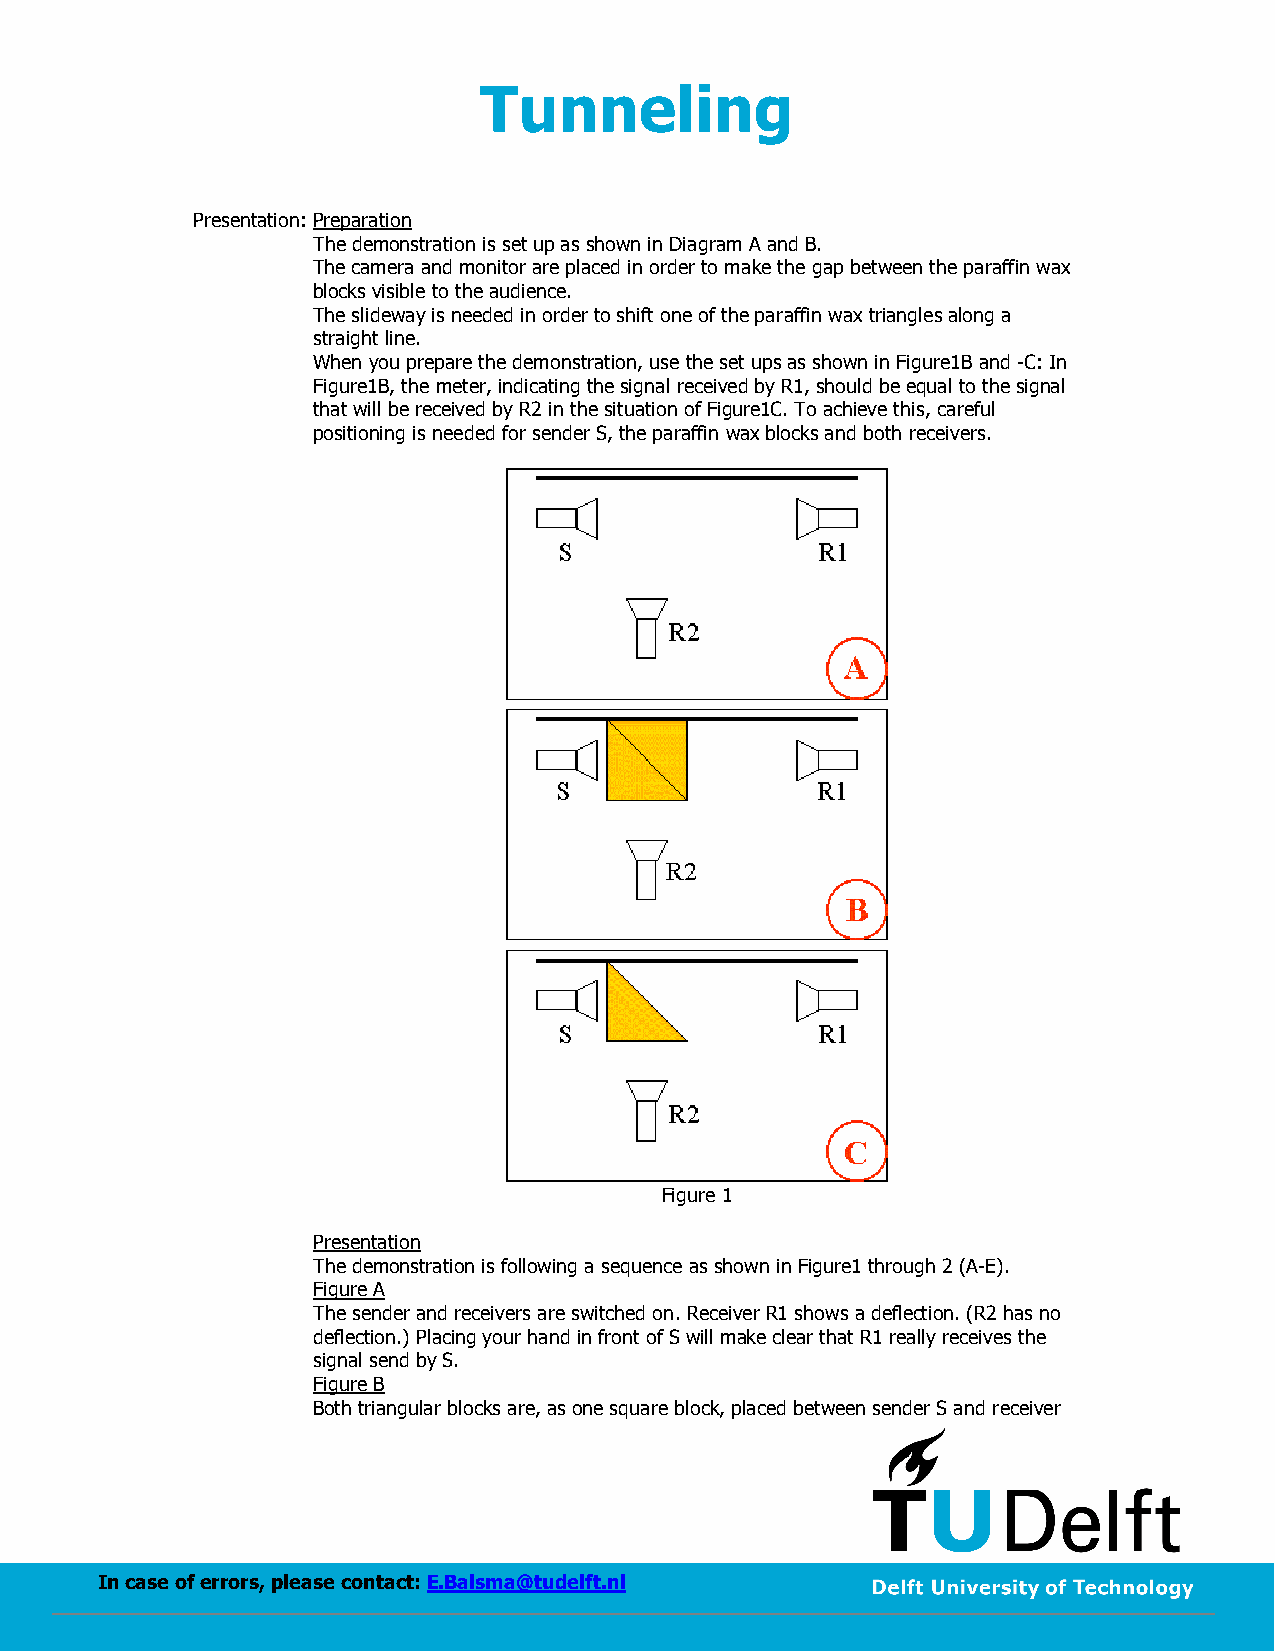 Tunneling
Presentation: Preparation
The demonstration is set up as shown in Diagram A and B.
The camera and monitor are placed in order to make the gap between the paraffin wax
blocks visible to the audience.
The slideway is needed in order to shift one of the paraffin wax triangles along a
straight line.
When you prepare the demonstration, use the set ups as shown in Figure1B and -C: In
Figure1B, the meter, indicating the signal received by R1, should be equal to the signal
that will be received by R2 in the situation of Figure1C. To achieve this, careful
positioning is needed for sender S, the paraffin wax blocks and both receivers.
S R1
R2
A
S R1
R2
B
S R1
R2
C
Figure 1
Presentation
The demonstration is following a sequence as shown in Figure1 through 2 (A-E).
Figure A
The sender and receivers are switched on. Receiver R1 shows a deflection. (R2 has no
deflection.) Placing your hand in front of S will make clear that R1 really receives the
signal send by S.
Figure B
Both triangular blocks are, as one square block, placed between sender S and receiver
TUDelft
In case of errors, please contact: E.Balsma@tudelft.nl
Delft University of Technology